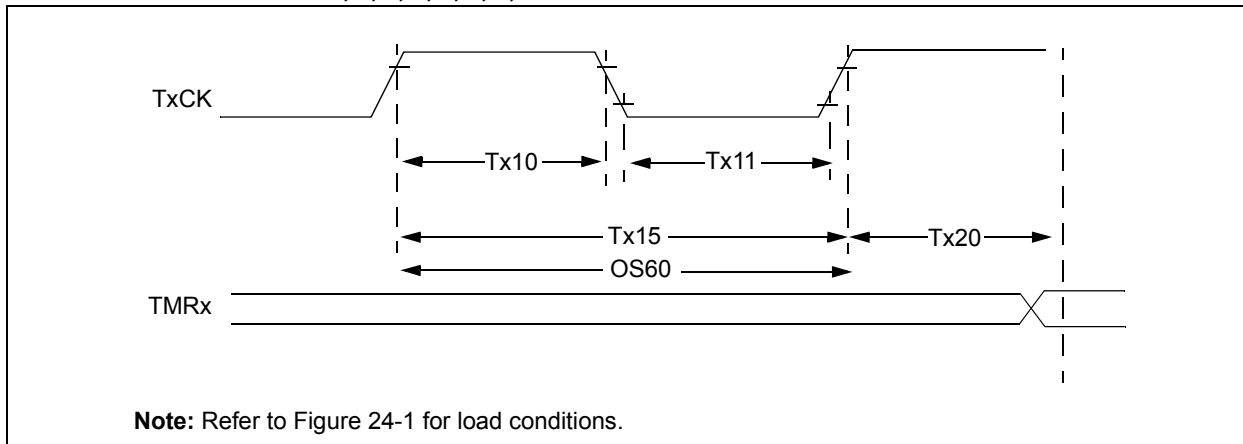 TxCK
Tx10
Tx11
Tx15
Tx20
OS60
TMRx
Note: Refer to Figure 24-1 for load conditions.